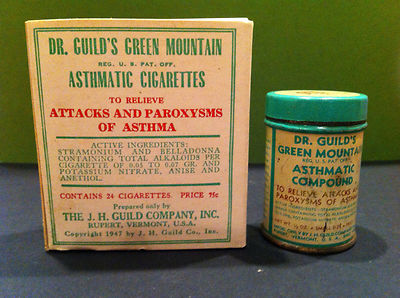 DR. GUILD'S GREEN MOUNTAIN
REG. U. S. PAT. OFF.
ASTHMATIC CIGARETTES
TO RELIEVE
ATTACKS AND PAROXYSMS
OF ASTHMA
ACTIVE INGREDIENTS:
STRAMONIUM AND BELLADONNA
CONTAINING TOTAL ALKALOIDS PER
CIGARETTE OF 0.05 TO 0.07 GR. AND
POTASSIUM NITRATE, ANISE AND
ANETHOL.
CONTAINS 24 CIGARETTES. PRICE 75c
Prepared only by
THE J. H. GUILD COMPANY, INC.
RUPERT, VERMONT, U.S.A.
Copyright 1947 by J. H. Guild Co., Inc.
DR. GUILD'S
GREEN MOUNTAIN
REG. U.S. PAT. OFF.
ASTHMATIC
COMPOUND
TO RELIEVE ATTACKS &
PAROXYSMS OF ASTHMA